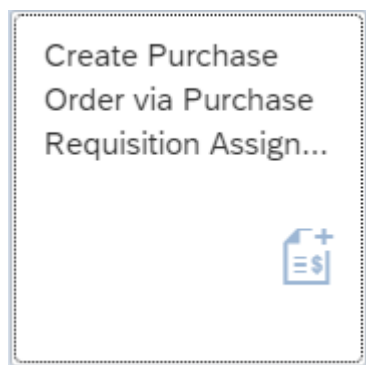 Create Purchase
Order via Purchase
Requisition Assign...
$